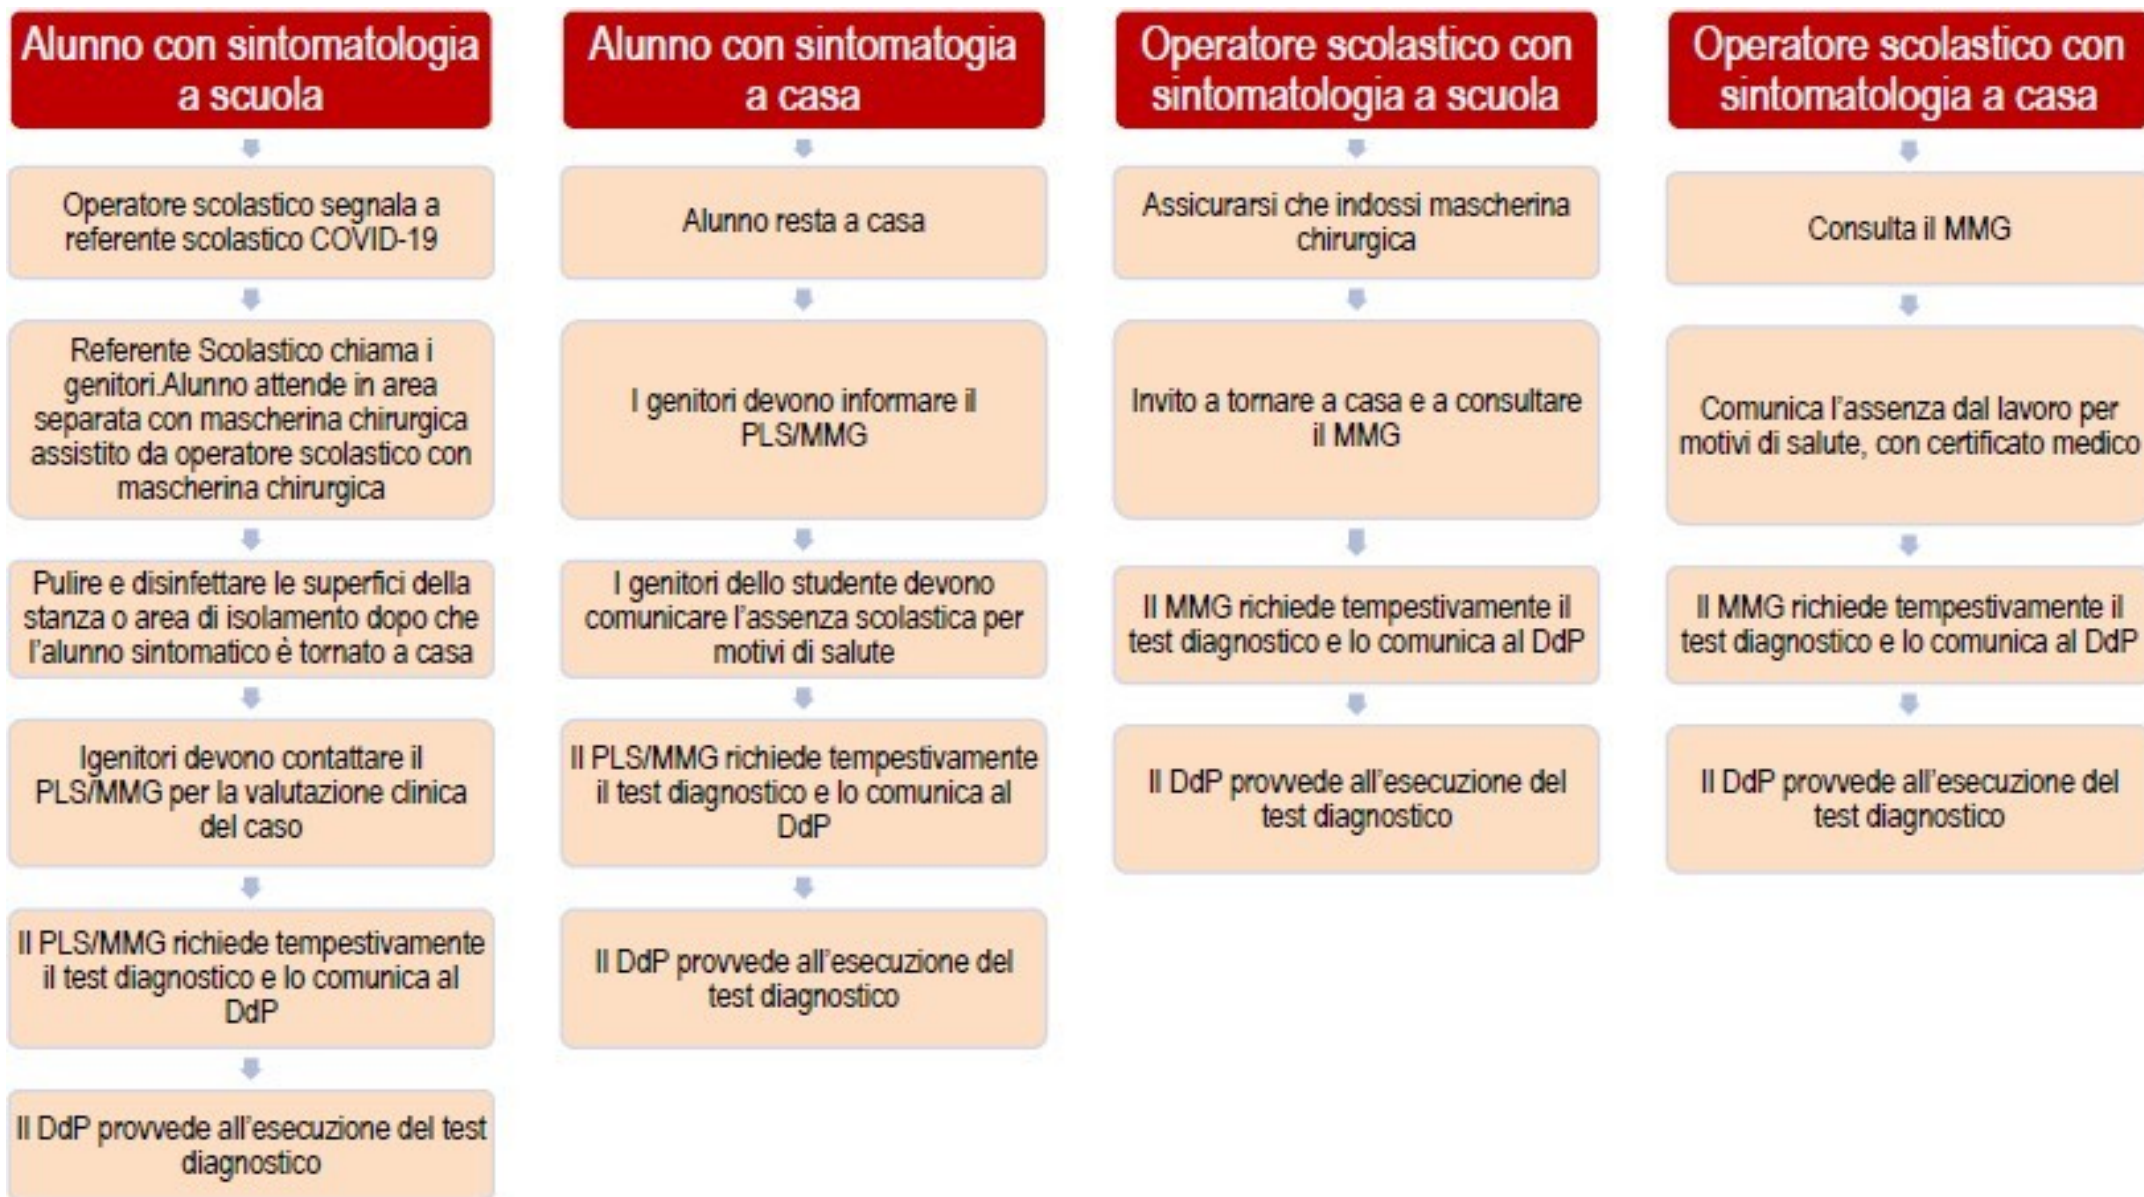 Alunno con sintomatologia
a scuola
Operatore scolastico segnala a
referente scolastico COVID-19
Referente Scolastico chiama i
genitori.Alunno attende in area
separata con mascherina chirurgica
assistito da operatore scolastico con
mascherina chirurgica
Pulire e disinfettare le superfici della
stanza o area di isolamento dopo che
l'alunno sintomatico è tornato a casa
Igenitori devono contattare il
PLS/MMG per la valutazione clinica
del caso
Il PLS/MMG richiede tempestivamente
il test diagnostico e lo comunica al
DdP
Il DdP provvede all'esecuzione del test
diagnostico
Alunno con sintomatogia
a casa
Alunno resta a casa
I genitori devono informare il
PLS/MMG
I genitori dello studente devono
comunicare l'assenza scolastica per
motivi di salute
Il PLS/MMG richiede tempestivamente
il test diagnostico e lo comunica al
DdP
Il DdP provvede all'esecuzione del
test diagnostico
Operatore scolastico con
sintomatologia a scuola
Assicurarsi che indossi mascherina
chirurgica
Invito a tornare a casa e a consultare
il MMG
Il MMG richiede tempestivamente il
test diagnostico e lo comunica al DdP
Il DdP provvede all'esecuzione del
test diagnostico
Operatore scolastico con
sintomatologia a casa
Consulta il MMG
Comunica l'assenza dal lavoro per
motivi di salute, con certificato medico
Il MMG richiede tempestivamente il
test diagnostico e lo comunica al DdP
Il DdP provvede all'esecuzione del
test diagnostico